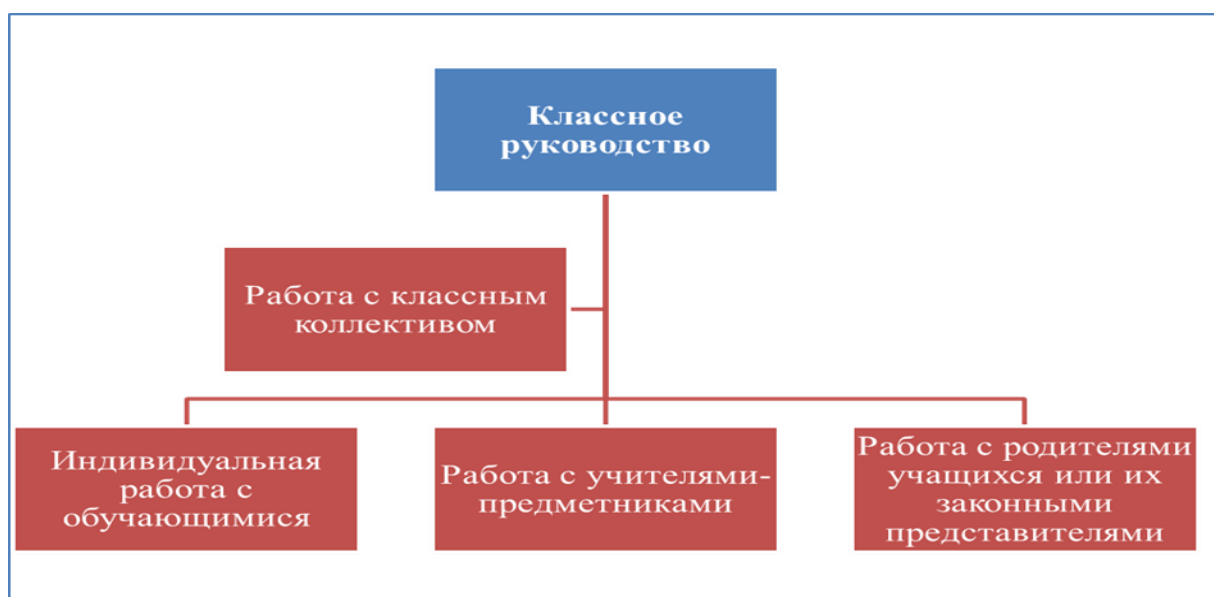 Классное
руководство
Работа с классным
коллективом
Индивидуальная
работа с
обучающимися
Работа с учителями-
предметниками
Работа с родителями
учащихся или их
законными
представителями